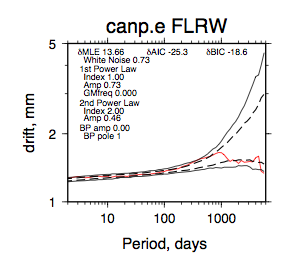 canp.e FLRW
δMLE 13.66 δAIC -25.3 δBIC -18.6
White Noise 0.73
1st Power Law
Index 1.00
Amp 0.73
GMfreq 0.000
2nd Power Law
Index 2.00
Amp 0.46
BP amp 0.00
BP pole 1
5
2
1
drift, mm
10 100 1000
Period, days